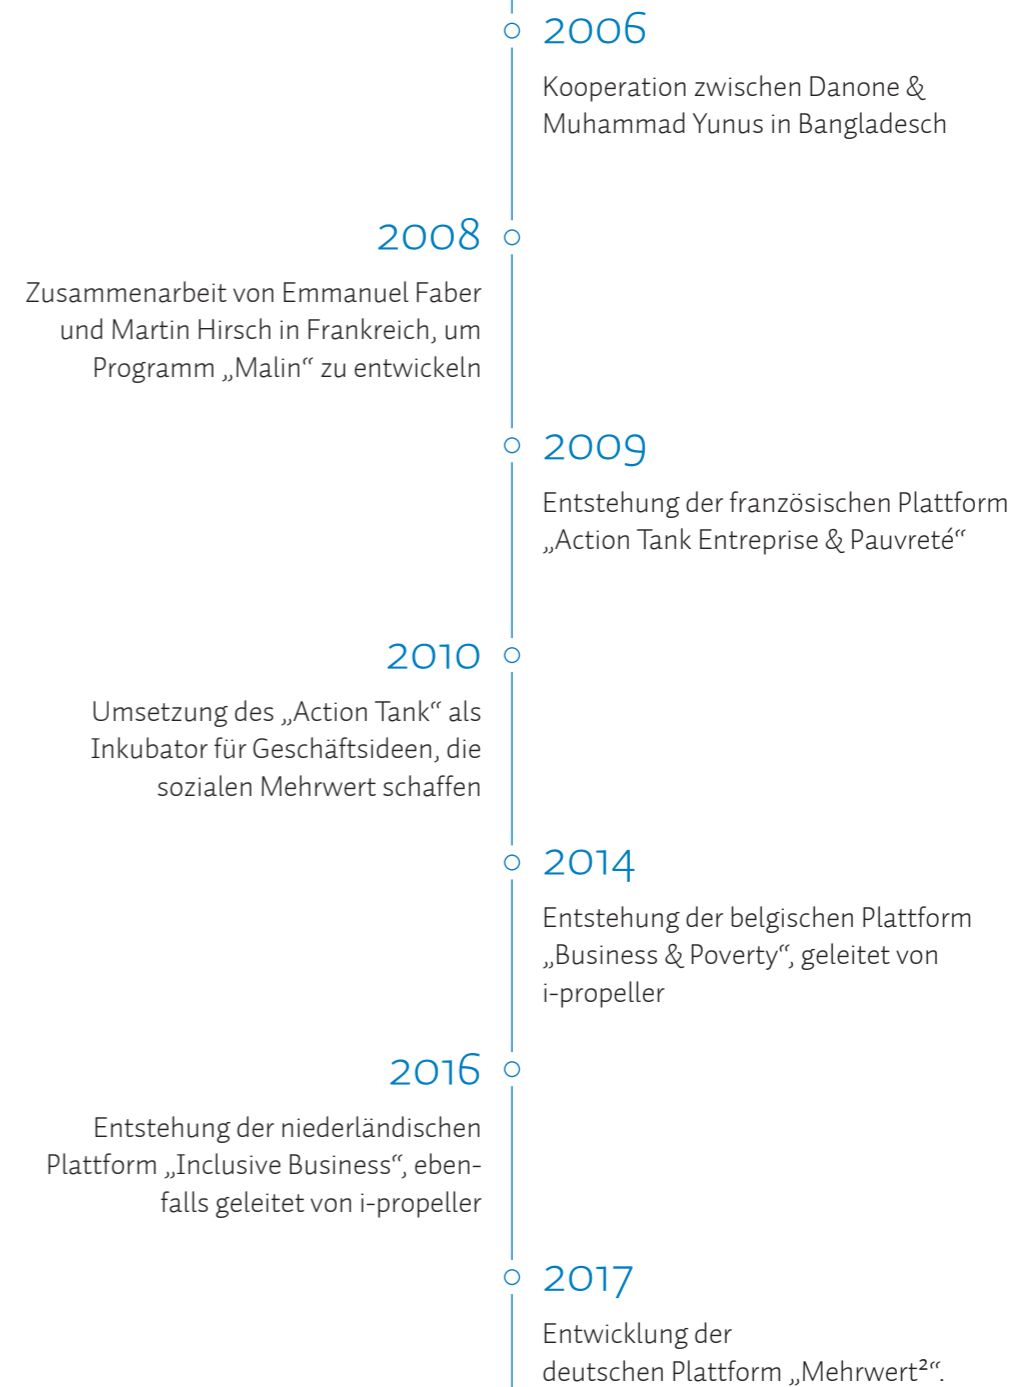 2006
Kooperation zwischen Danone &
Muhammad Yunus in Bangladesch
2008
Zusammenarbeit von Emmanuel Faber
und Martin Hirsch in Frankreich, um
Programm „Malin“ zu entwickeln
2009
Entstehung der französischen Plattform
„Action Tank Entreprise & Pauvreté“
2010
Umsetzung des „Action Tank“ als
Inkubator für Geschäftsideen, die
sozialen Mehrwert schaffen
2014
Entstehung der belgischen Plattform
„Business & Poverty“, geleitet von
i-propeller
2016
Entstehung der niederländischen
Plattform „Inclusive Business“, eben-
falls geleitet von i-propeller
2017
Entwicklung der
deutschen Plattform „Mehrwert²“.